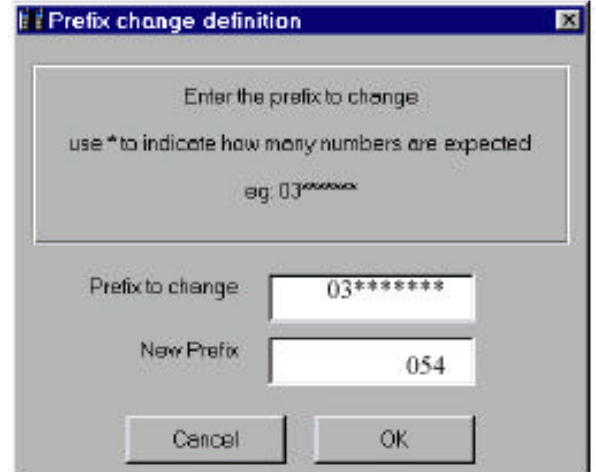 Prefix change definition
Enter the prefix to change
use * to indicate how many numbers are expected
eg: 03*******
Prefix to change 03*******
New Prefix 054
Cancel OK